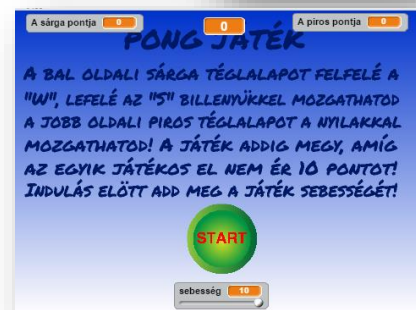 A sárga pontja 0
0
A piros pontja 0
PONG JÁTÉK
A BAL OLDALI SÁRGA TÉGLALAPOT FELFELÉ A
"W", LEFELÉ AZ "S" BILLENYÜKKEL MOZGATHATOD
A JOBB OLDALI PIROS TÉGLALAPOT A NYILAKKAL
MOZGATHATOD! A JÁTÉK ADDIG MEGY, AMÍG
AZ EGYIK JÁTÉKOS EL NEM ÉR 10 PONTOT!
INDULÁS ELÖTT ADD MEG A JÁTÉK SEBESSÉGÉT!
START
sebesség 10